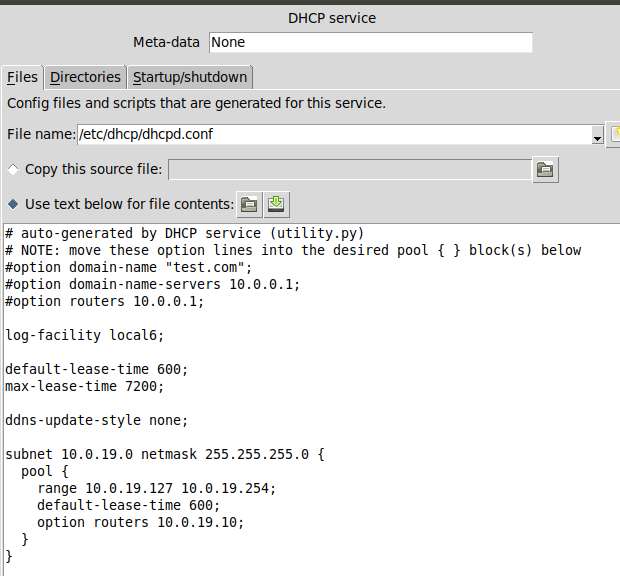 DHCP service
Meta-data None
Files Directories Startup/shutdown
Config files and scripts that are generated for this service.
File name: /etc/dhcp/dhcpd.conf
Copy this source file:
Use text below for file contents:
# auto-generated by DHCP service (utility.py)
# NOTE: move these option lines into the desired pool { } block(s) below
#option domain-name "test.com";
#option domain-name-servers 10.0.0.1;
#option routers 10.0.0.1;
log-facility local6;
default-lease-time 600;
max-lease-time 7200;
ddns-update-style none;
subnet 10.0.19.0 netmask 255.255.255.0 {
  pool {
    range 10.0.19.127 10.0.19.254;
    default-lease-time 600;
    option routers 10.0.19.10;
  }
}